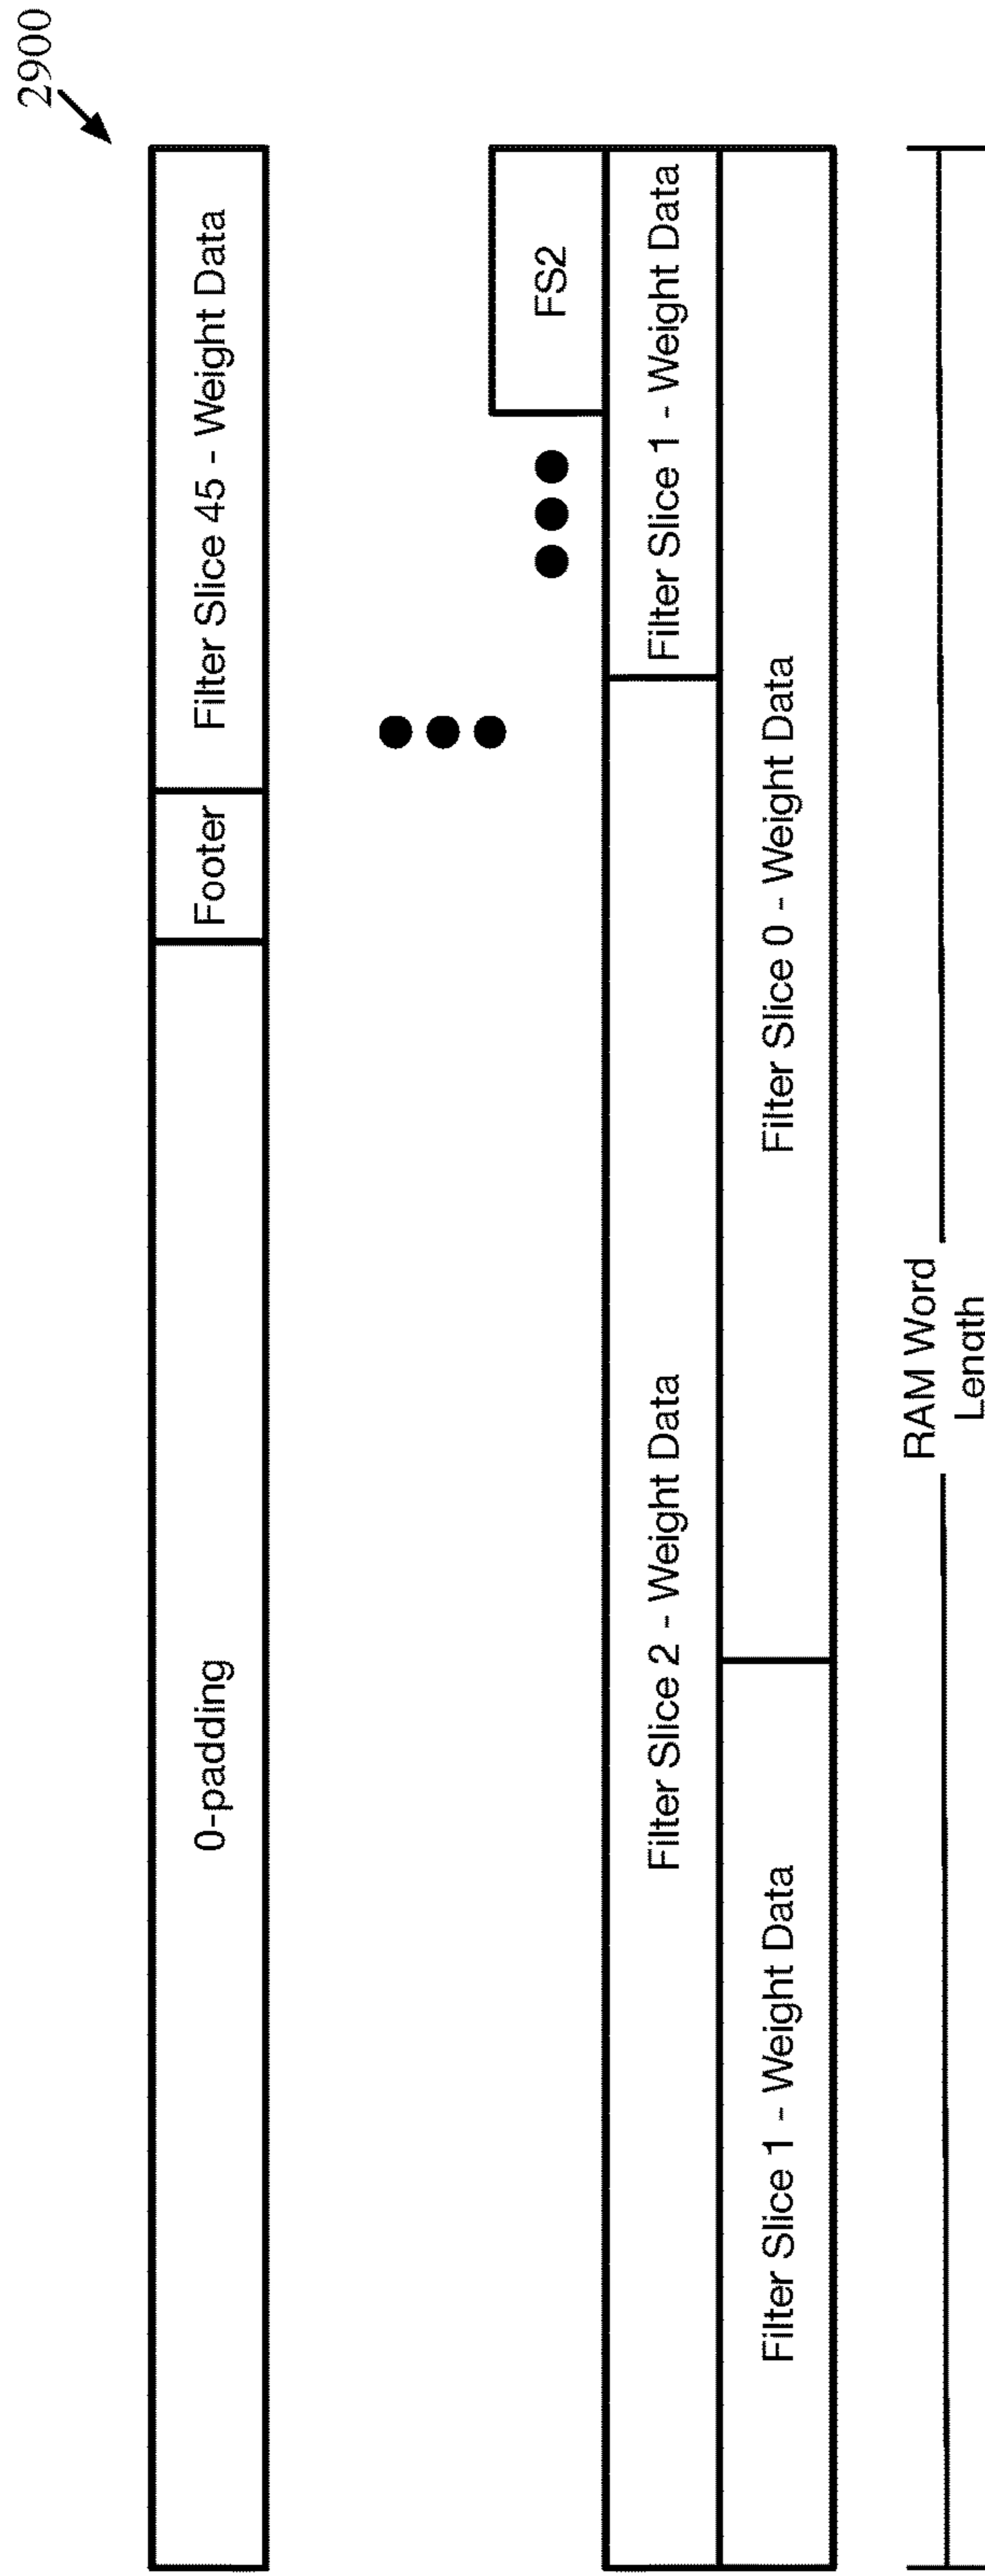 2900
0-padding
Footer
Filter Slice 45 - Weight Data
FS2
Filter Slice 2 - Weight Data
Filter Slice 1 - Weight Data
Filter Slice 1 - Weight Data
Filter Slice 0 - Weight Data
RAM Word
Length